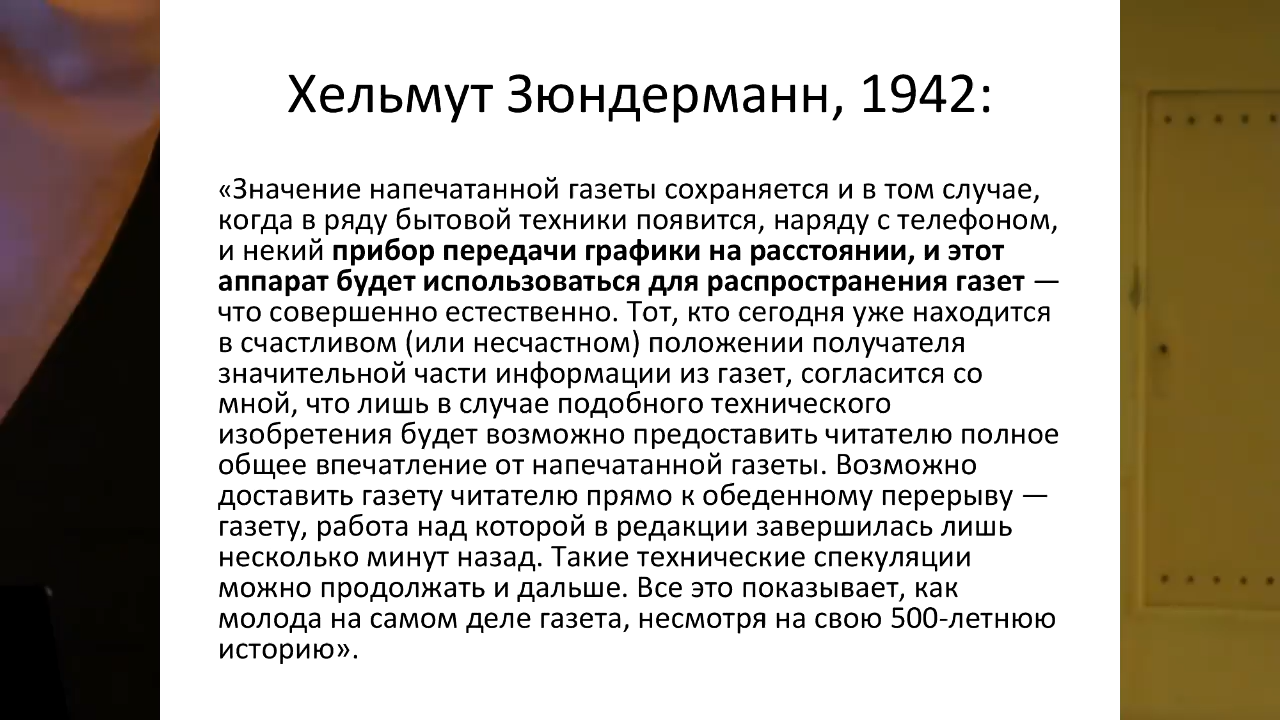 Хельмут Зюндерманн, 1942:
«Значение напечатанной газеты сохраняется и в том случае,
когда в ряду бытовой техники появится, наряду с телефоном,
и некий прибор передачи графики на расстоянии, и этот
аппарат будет использоваться для распространения газет —
что совершенно естественно. Тот, кто сегодня уже находится
в счастливом (или несчастном) положении получателя
значительной части информации из газет, согласится со
мной, что лишь в случае подобного технического
изобретения будет возможно предоставить читателю полное
общее впечатление от напечатанной газеты. Возможно
доставить газету читателю прямо к обеденному перерыву —
газету, работа над которой в редакции завершилась лишь
несколько минут назад. Такие технические спекуляции
можно продолжать и дальше. Все это показывает, как
молода на самом деле газета, несмотря на свою 500-летнюю
историю».